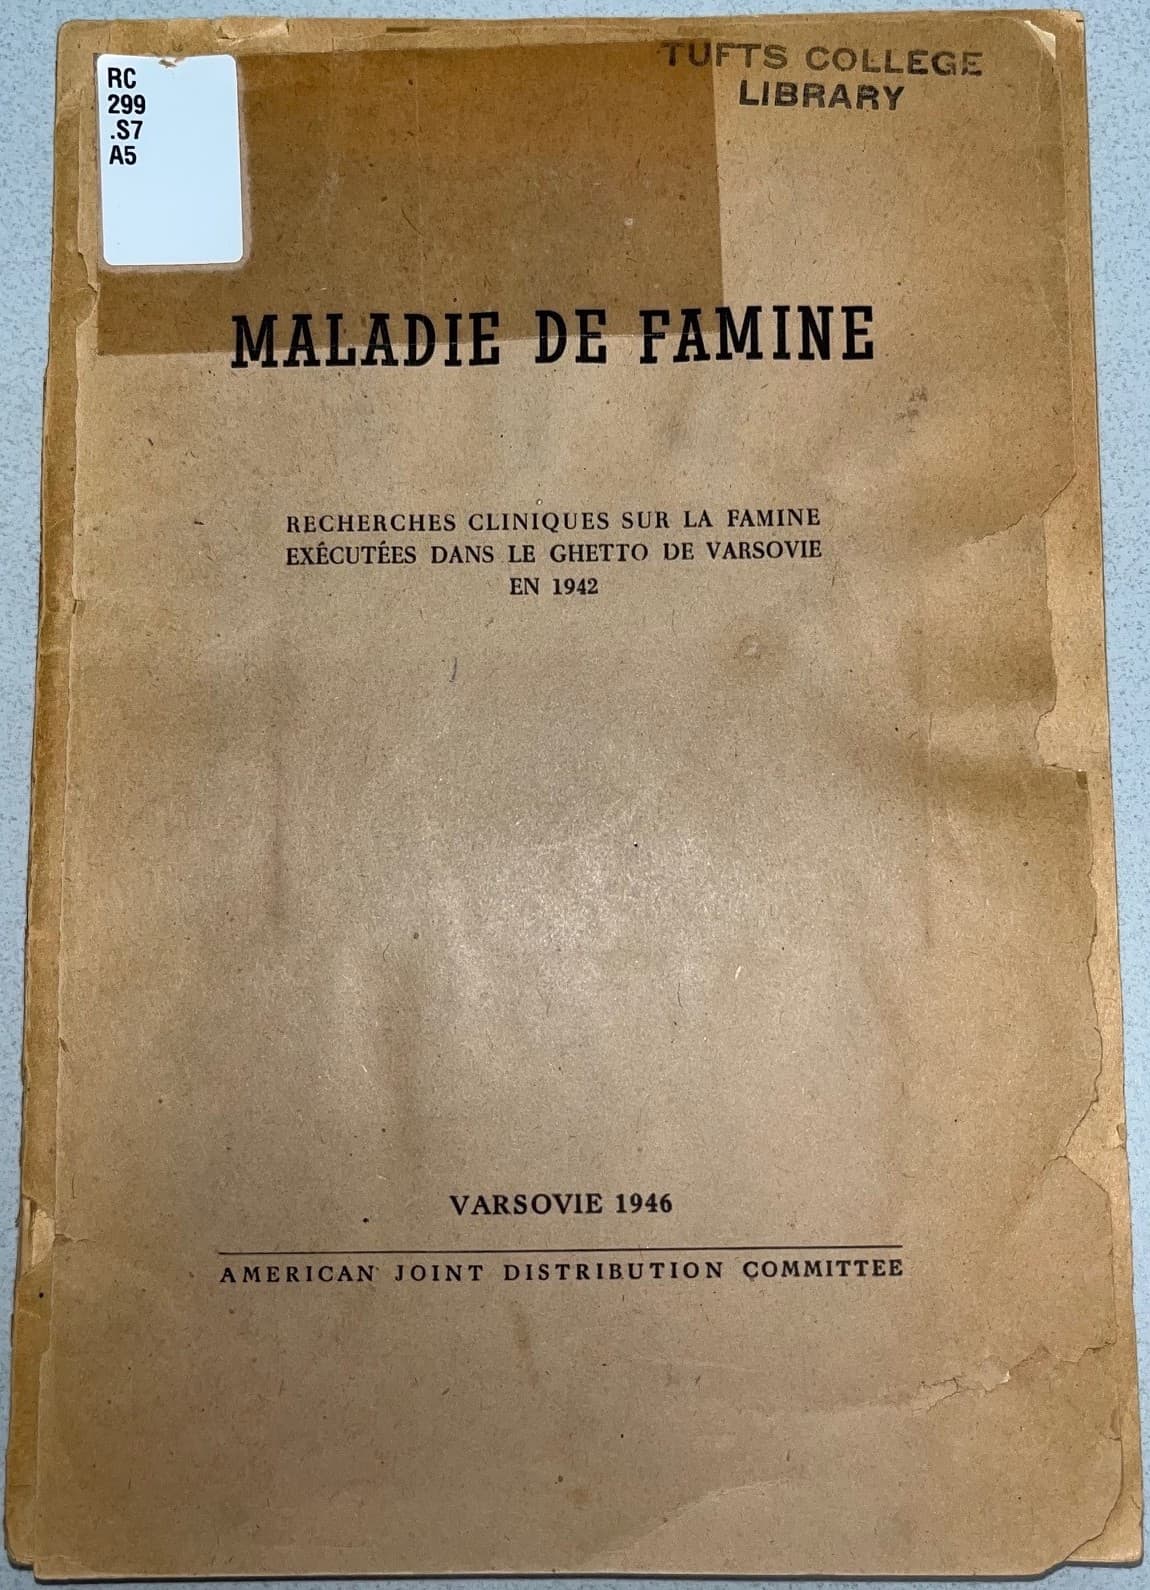 RC
299
.S7
A5
TUFTS COLLEGE
LIBRARY
MALADIE DE FAMINE
RECHERCHES CLINIQUES SUR LA FAMINE
EXÉCUTÉES DANS LE GHETTO DE VARSOVIE
EN 1942
VARSOVIE 1946
AMERICAN JOINT DISTRIBUTION COMMITTEE